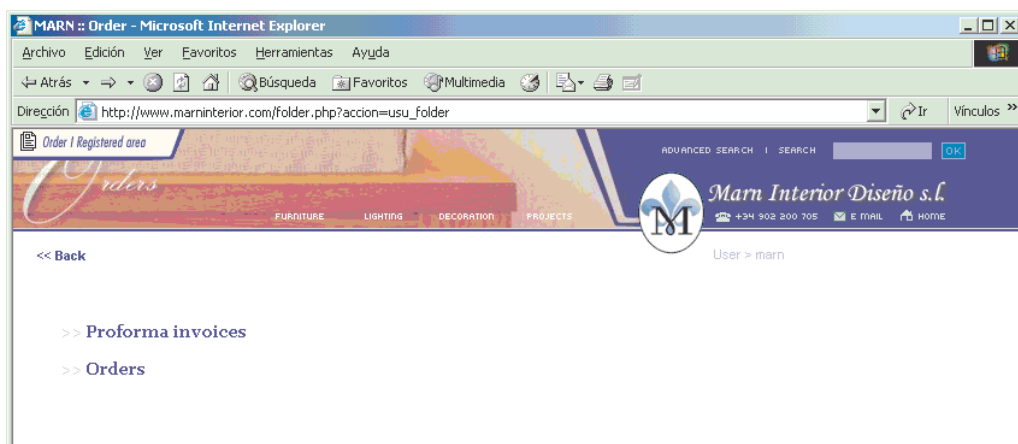 MARN :: Order - Microsoft Internet Explorer
Archivo Edición Ver Favoritos Herramientas Ayuda
Atrás Búsqueda Favoritos Multimedia
Dirección http://www.marninterior.com/folder.php?accion=usu_folder Ir Vínculos »
Order | Registered area
ADVANCED SEARCH | SEARCH OK
Orders
Marn Interior Diseño s.l.
FURNITURE LIGHTING DECORATION PROJECTS
M
+34 902 200 705 E MAIL HOME
<< Back
User > marn
>> Proforma invoices
>> Orders